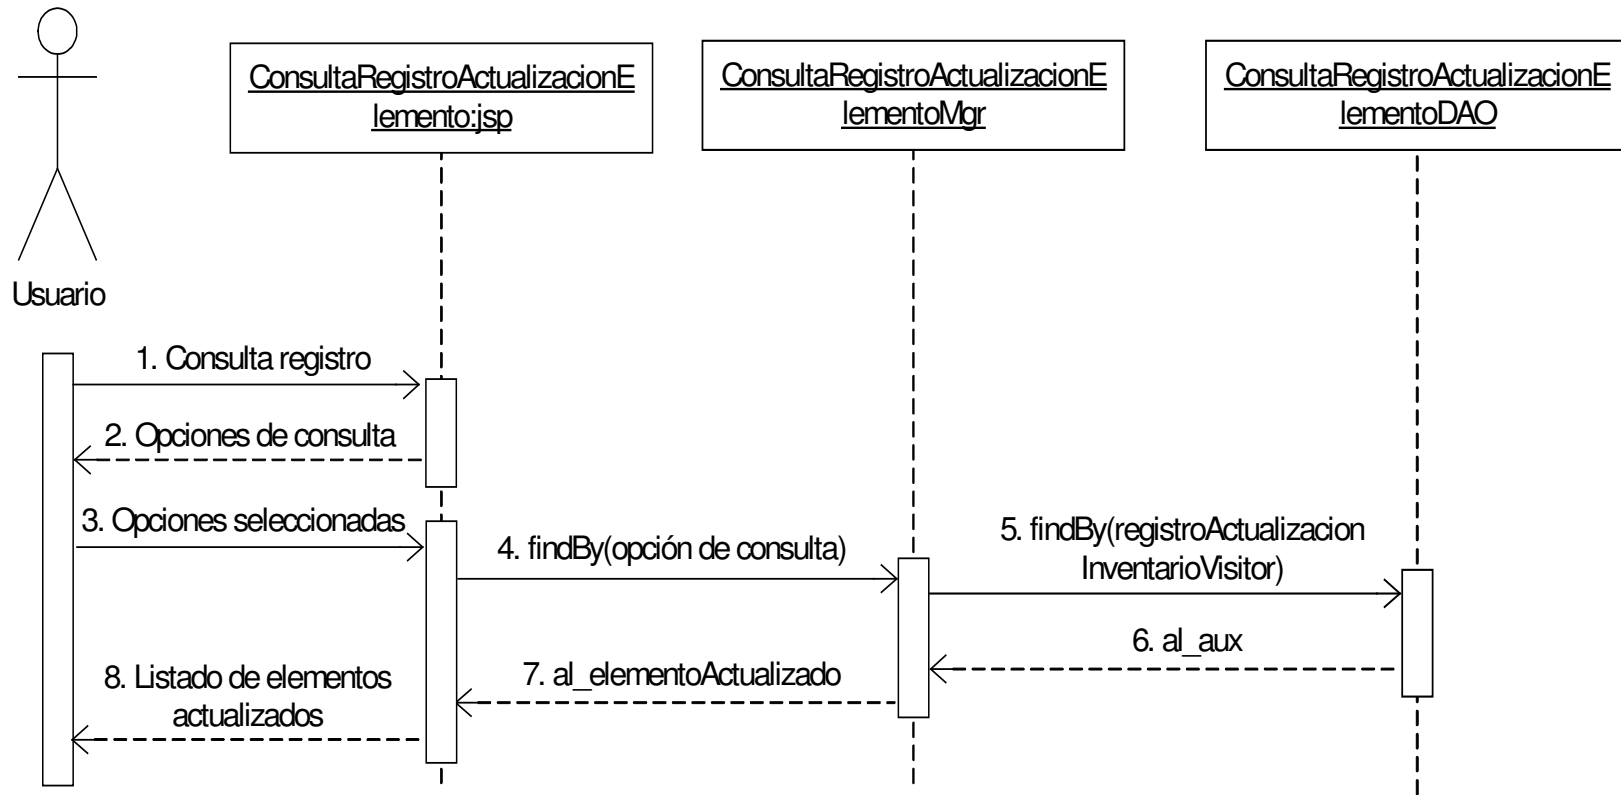 ConsultaRegistroActualizacionE
lemento:jsp
ConsultaRegistroActualizacionE
lementoMgr
ConsultaRegistroActualizacionE
lementoDAO
Usuario
1. Consulta registro
2. Opciones de consulta
3. Opciones seleccionadas
4. findBy(opción de consulta)
5. findBy(registroActualizacion
InventarioVisitor)
6. al_aux
7. al_elementoActualizado
8. Listado de elementos
actualizados